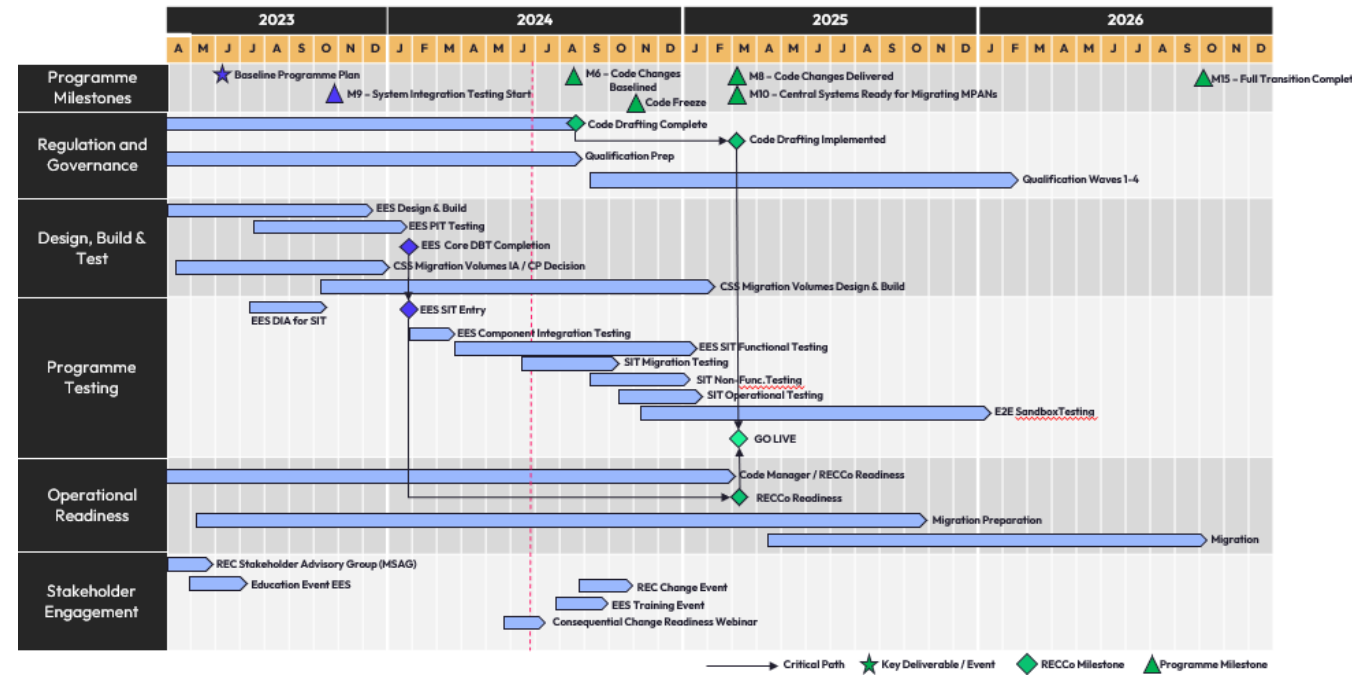 2023 2024 2025 2026
A M J J A S O N D J F M A M J J A S O N D J F M A M J J A S O N D J F M A M J J A S O N D
Programme
Milestones
Baseline Programme Plan
M9 – System Integration Testing Start
M6 – Code Changes
Baselined
Code Freeze
M8 – Code Changes Delivered
M10 – Central Systems Ready for Migrating MPANs
M15 – Full Transition Complet
Regulation and
Governance
Code Drafting Complete
Code Drafting Implemented
Qualification Prep
Qualification Waves 1-4
Design, Build &
Test
EES Design & Build
EES PIT Testing
EES Core DBT Completion
CSS Migration Volumes IA / CP Decision
CSS Migration Volumes Design & Build
Programme
Testing
EES DIA for SIT
EES SIT Entry
EES Component Integration Testing
EES SIT Functional Testing
SIT Migration Testing
SIT Non-Func.Testing
SIT Operational Testing
E2E SandboxTesting
GO LIVE
Operational
Readiness
Code Manager / RECCo Readiness
RECCo Readiness
Migration Preparation
Migration
Stakeholder
Engagement
REC Stakeholder Advisory Group (MSAG)
Education Event EES
REC Change Event
EES Training Event
Consequential Change Readiness Webinar
Critical Path Key Deliverable / Event RECCo Milestone Programme Milestone